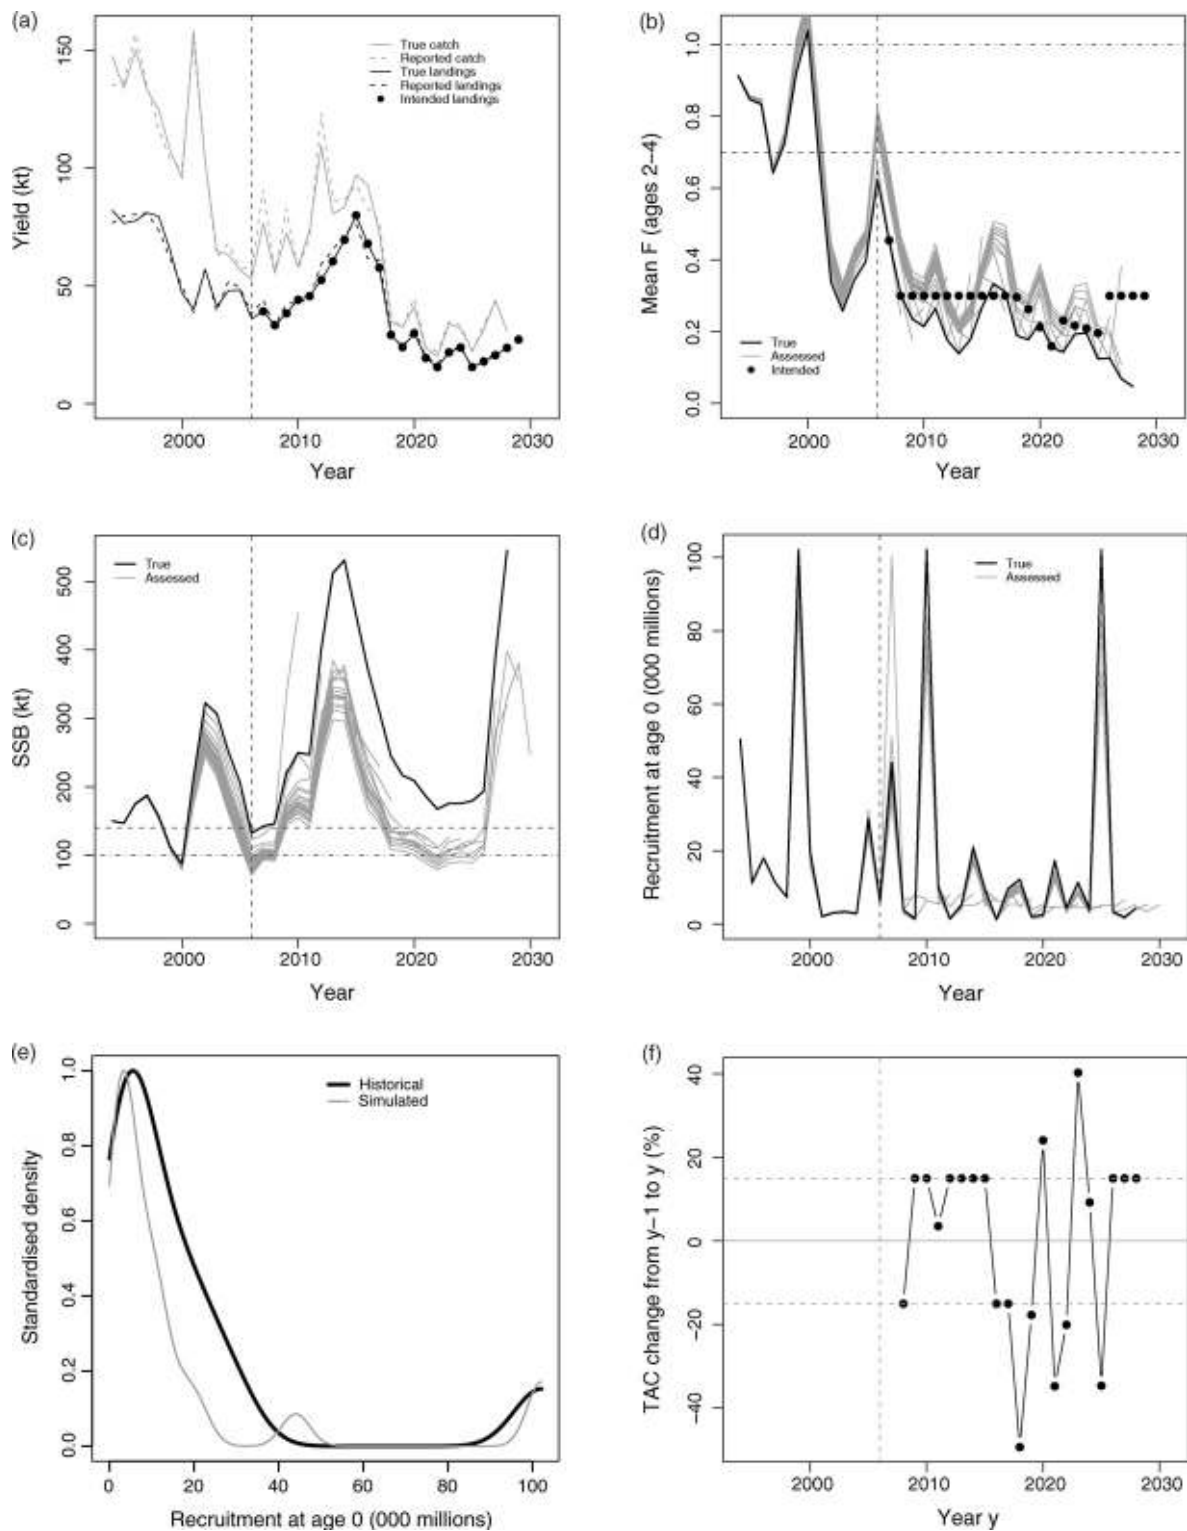 (a)
150
100
50
0
Yield (kt)
True catch
Reported catch
True landings
Reported landings
Intended landings
2000 2010 2020 2030
Year
(b)
1.0
0.8
0.6
0.4
0.2
0.0
Mean F (ages 2–4)
True
Assessed
Intended
2000 2010 2020 2030
Year
(c)
500
400
300
200
100
0
SSB (kt)
True
Assessed
2000 2010 2020 2030
Year
(d)
100
80
60
40
20
0
Recruitment at age 0 (000 millions)
True
Assessed
2000 2010 2020 2030
Year
(e)
1.0
0.8
0.6
0.4
0.2
0.0
Standardised density
Historical
Simulated
0 20 40 60 80 100
Recruitment at age 0 (000 millions)
(f)
40
20
0
−20
−40
TAC change from y−1 to y (%)
2000 2010 2020 2030
Year y